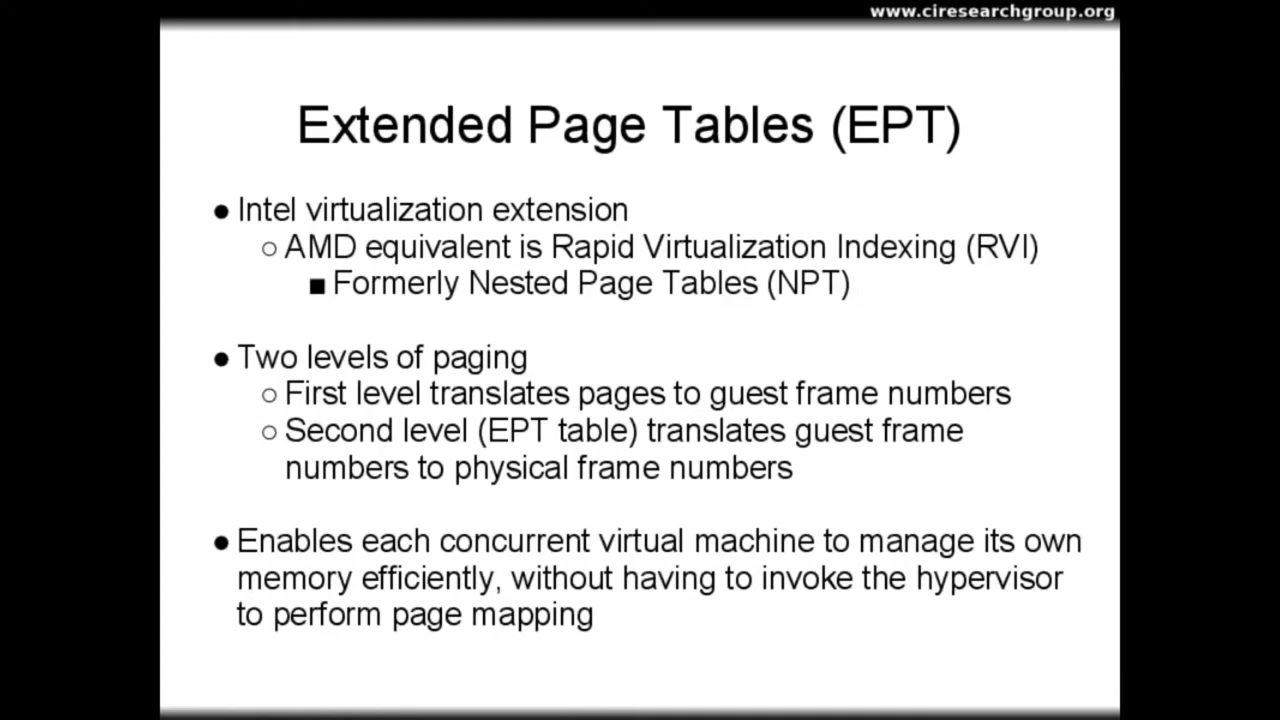 www.ciresearchgroup.org
Extended Page Tables (EPT)
● Intel virtualization extension
○ AMD equivalent is Rapid Virtualization Indexing (RVI)
■ Formerly Nested Page Tables (NPT)
● Two levels of paging
○ First level translates pages to guest frame numbers
○ Second level (EPT table) translates guest frame
numbers to physical frame numbers
● Enables each concurrent virtual machine to manage its own
memory efficiently, without having to invoke the hypervisor
to perform page mapping